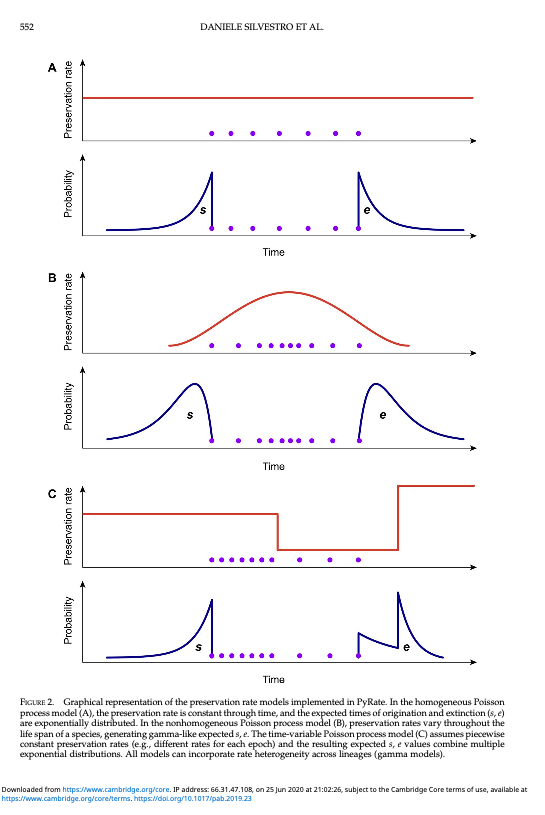 552
DANIELE SILVESTRO ET AL.
A
Preservation rate
Probability
s
e
Time
B
Preservation rate
Probability
s
e
Time
C
Preservation rate
Probability
s
e
Time
FIGURE 2. Graphical representation of the preservation rate models implemented in PyRate. In the homogeneous Poisson
process model (A), the preservation rate is constant through time, and the expected times of origination and extinction (s, e)
are exponentially distributed. In the nonhomogeneous Poisson process model (B), preservation rates vary throughout the
life span of a species, generating gamma-like expected s, e. The time-variable Poisson process model (C) assumes piecewise
constant preservation rates (e.g., different rates for each epoch) and the resulting expected s, e values combine multiple
exponential distributions. All models can incorporate rate heterogeneity across lineages (gamma models).
Downloaded from https://www.cambridge.org/core. IP address: 66.31.47.108, on 25 Jun 2020 at 21:02:26, subject to the Cambridge Core terms of use, available at
https://www.cambridge.org/core/terms. https://doi.org/10.1017/pab.2019.23